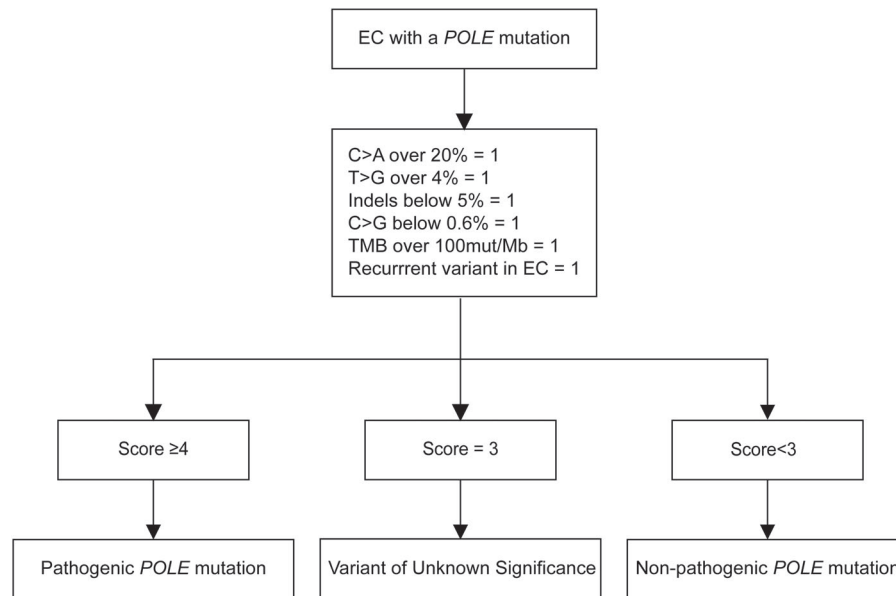 EC with a POLE mutation
C>A over 20% = 1
T>G over 4% = 1
Indels below 5% = 1
C>G below 0.6% = 1
TMB over 100mut/Mb = 1
Recurrrent variant in EC = 1
Score ≥4
Score = 3
Score<3
Pathogenic POLE mutation
Variant of Unknown Significance
Non-pathogenic POLE mutation